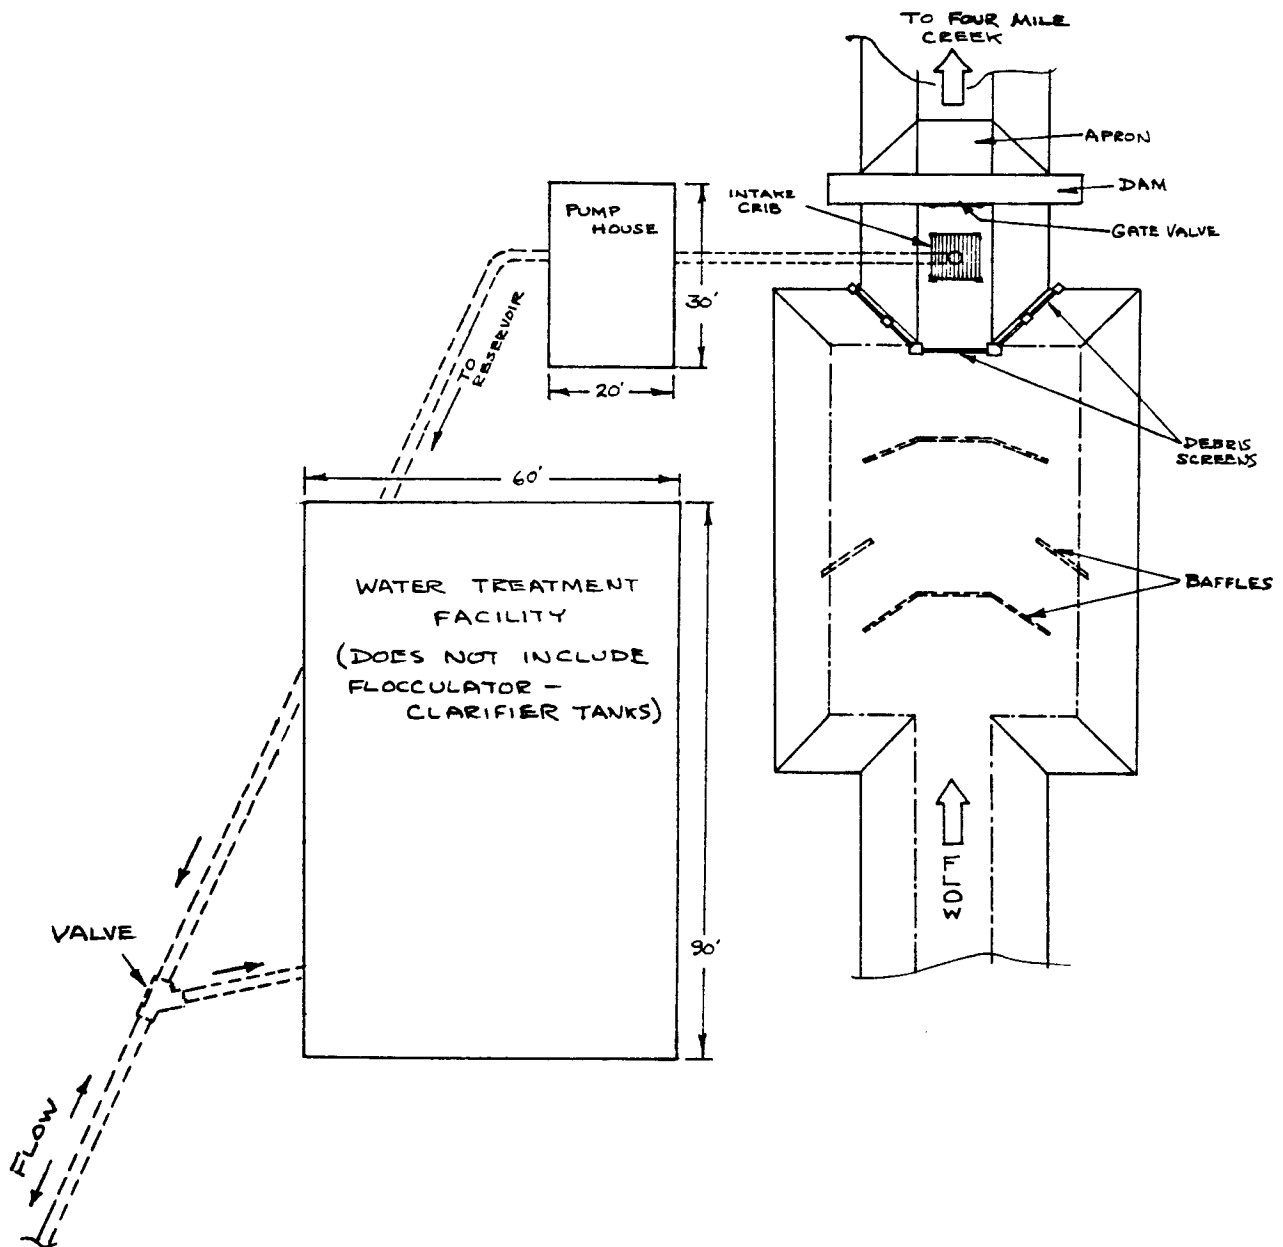 TO FOUR MILE
CREEK
APRON
DAM
INTAKE
CRIB
GATE VALVE
PUMP
HOUSE
30'
20'
TO
RESERVOIR
DEBRIS
SCREENS
60'
BAFFLES
WATER TREATMENT
FACILITY
(DOES NOT INCLUDE
FLOCCULATOR -
CLARIFIER TANKS)
FLOW
VALVE
90'
FLOW